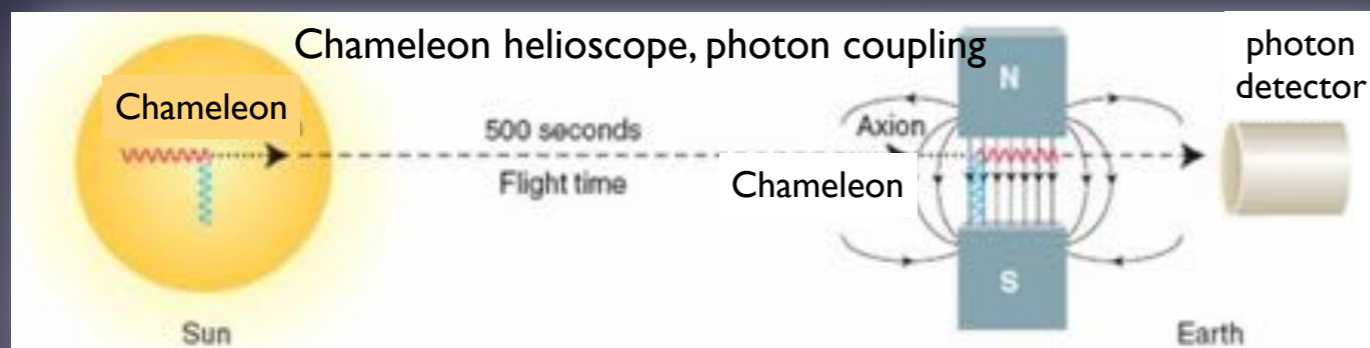 Chameleon helioscope, photon coupling
photon
detector
Chameleon
500 seconds
Flight time
Axion
Chameleon
N
S
Sun
Earth